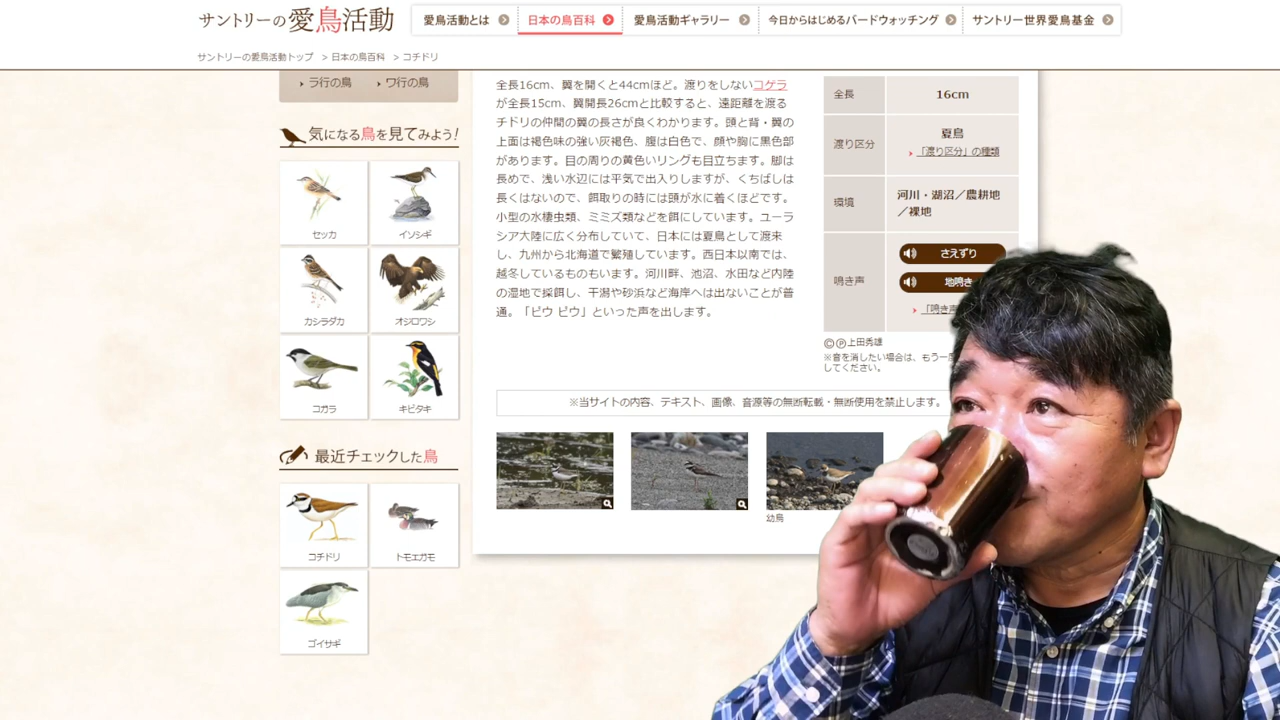 サントリーの愛鳥活動
愛鳥活動とは
日本の鳥百科
愛鳥活動ギャラリー
今日からはじめるバードウォッチング
サントリー世界愛鳥基金
サントリーの愛鳥活動トップ > 日本の鳥百科 > コチドリ
ラ行の鳥
ワ行の鳥
気になる鳥を見てみよう!
セッカ
イソシギ
カシラダカ
オジロワシ
コガラ
キビタキ
最近チェックした鳥
コチドリ
トモエガモ
ゴイサギ
全長16cm、翼を開くと44cmほど。渡りをしないコゲラ
が全長15cm、翼開長26cmと比較すると、遠距離を渡る
チドリの仲間の翼の長さが良くわかります。頭と背・翼の
上面は褐色味の強い灰褐色、腹は白色で、顔や胸に黒色部
があります。目の周りの黄色いリングも目立ちます。脚は
長めで、浅い水辺には平気で出入りしますが、くちばしは
長くはないので、餌取りの時には頭が水に着くほどです。
小型の水棲虫類、ミミズ類などを餌にしています。ユーラ
シア大陸に広く分布していて、日本には夏鳥として渡来
し、九州から北海道で繁殖しています。西日本以南では、
越冬しているものもいます。河川畔、池沼、水田など内陸
の湿地で採餌し、干潟や砂浜など海岸へは出ないことが普
通。「ピウ ピウ」といった声を出します。
全長
16cm
渡り区分
夏鳥
「渡り区分」の種類
環境
河川・湖沼/農耕地
/裸地
鳴き声
さえずり
地鳴き
「鳴き声
©Ⓟ上田秀雄
※音を消したい場合は、もう一度
してください。
※当サイトの内容、テキスト、画像、音源等の無断転載・無断使用を禁止します。
幼鳥